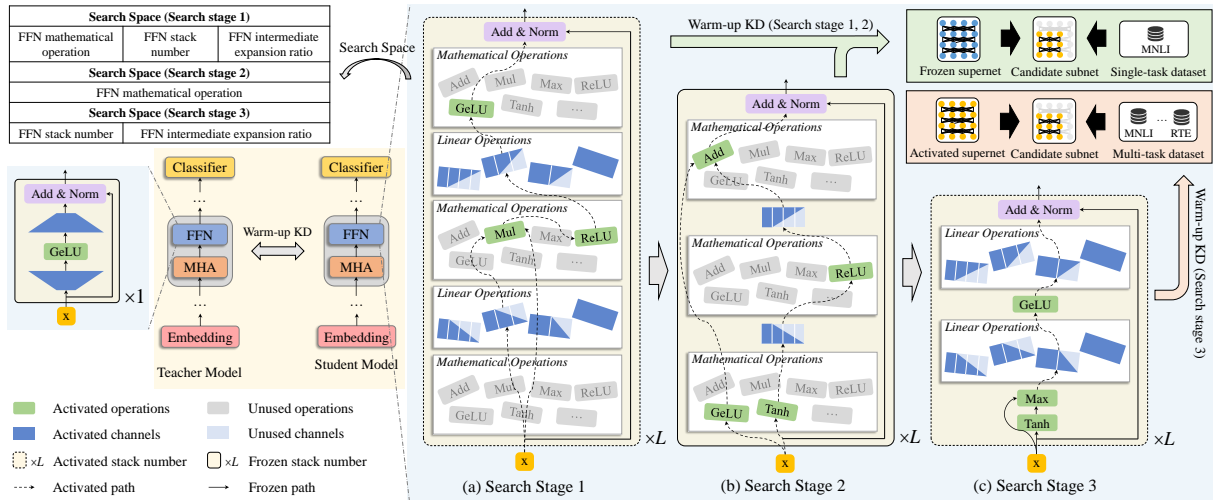 Search Space (Search stage 1)
FFN mathematical operation
FFN stack number
FFN intermediate expansion ratio
Search Space (Search stage 2)
FFN mathematical operation
Search Space (Search stage 3)
FFN stack number
FFN intermediate expansion ratio
Search Space
Add & Norm
GeLU
×1
x
Classifier
...
FFN
MHA
...
Embedding
Teacher Model
Warm-up KD
Classifier
...
FFN
MHA
...
Embedding
Student Model
Activated operations
Unused operations
Activated channels
Unused channels
×L Activated stack number
×L Frozen stack number
Activated path
Frozen path
Add & Norm
Mathematical Operations
Add Mul Max ReLU
GeLU Tanh ...
Linear Operations
Mathematical Operations
Add Mul Max ReLU
GeLU Tanh ...
Linear Operations
Mathematical Operations
Add Mul Max ReLU
GeLU Tanh ...
×L
x
(a) Search Stage 1
Warm-up KD (Search stage 1, 2)
Add & Norm
Mathematical Operations
Add Mul Max ReLU
GeLU Tanh ...
Mathematical Operations
Add Mul Max ReLU
GeLU Tanh ...
Mathematical Operations
Add Mul Max ReLU
GeLU Tanh ...
×L
x
(b) Search Stage 2
MNLI
Frozen supernet Candidate subnet Single-task dataset
MNLI ... RTE
Activated supernet Candidate subnet Multi-task dataset
Warm-up KD (Search stage 3)
Add & Norm
Linear Operations
GeLU
Linear Operations
Max
Tanh
×L
x
(c) Search Stage 3